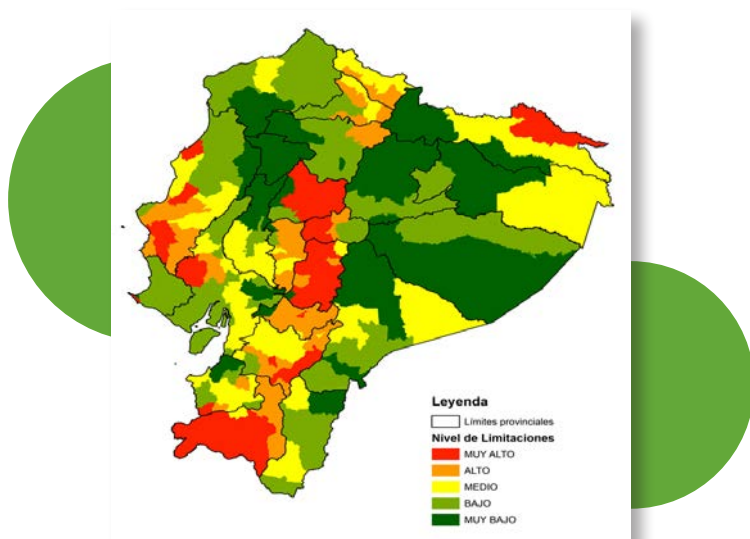 Leyenda
Límites provinciales
Nivel de Limitaciones
MUY ALTO
ALTO
MEDIO
BAJO
MUY BAJO